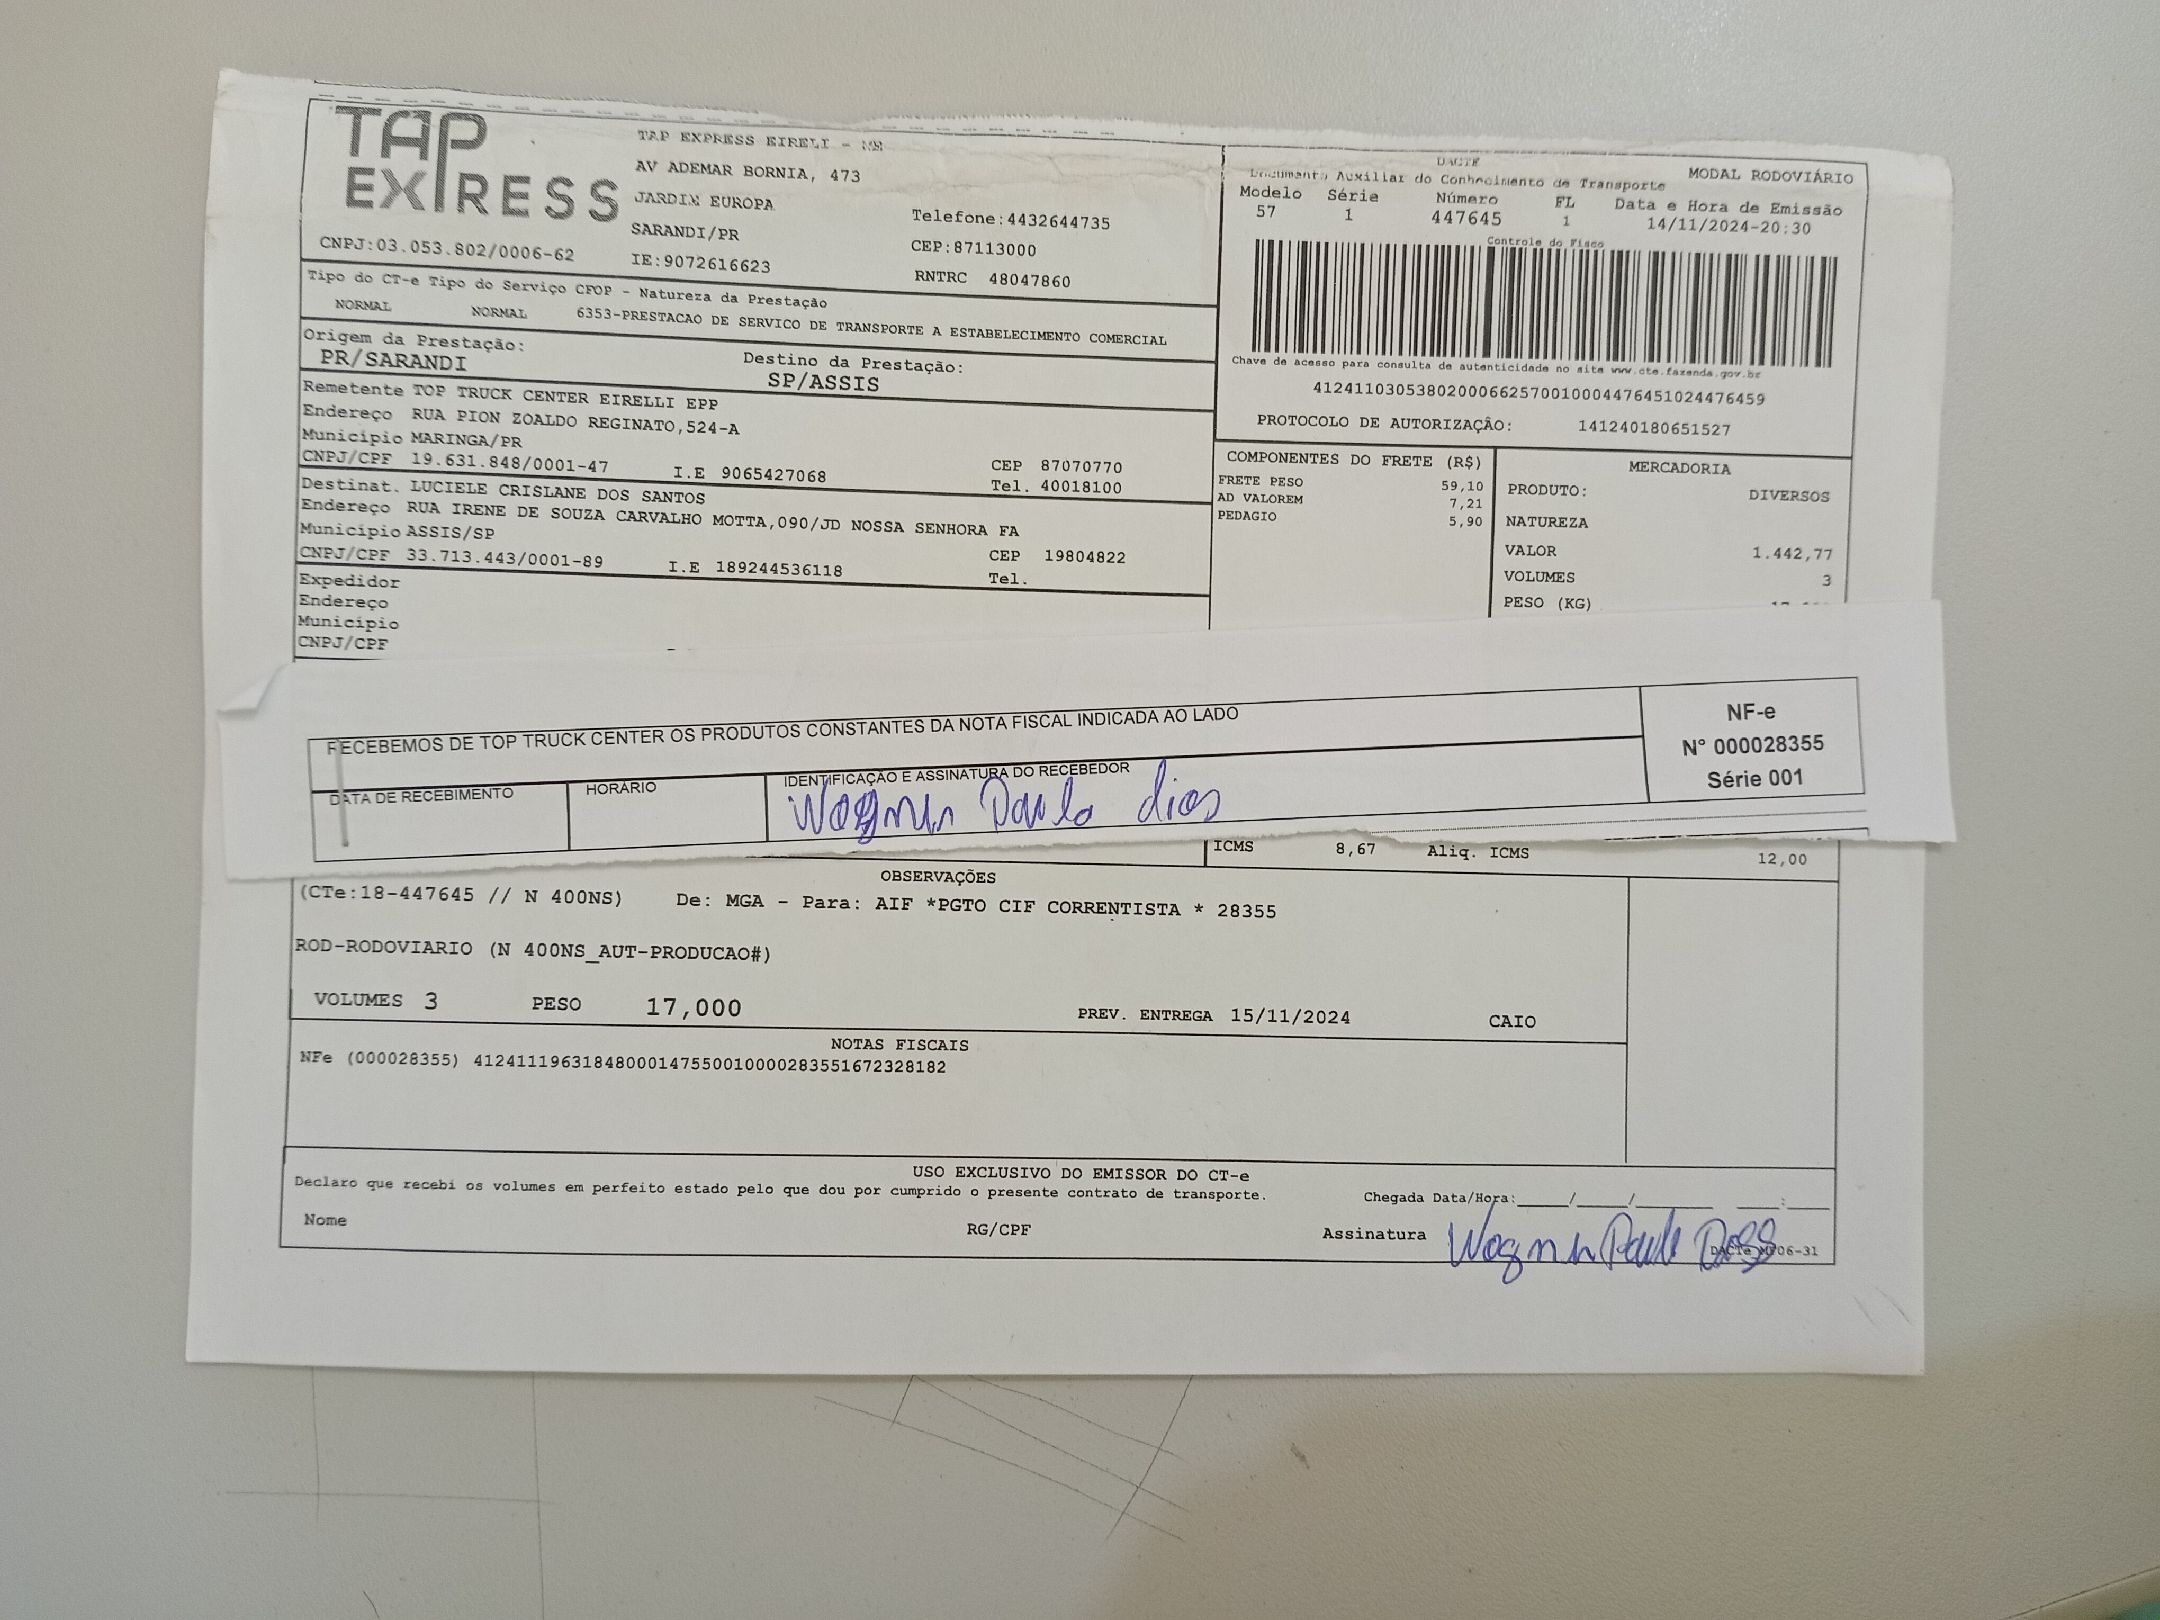 TAP
EXPRESS
TAP EXPRESS EIRELI - ME
AV ADEMAR BORNIA, 473
JARDIM EUROPA
SARANDI/PR
Telefone:4432644735
CEP:87113000
CNPJ:03.053.802/0006-62
IE:9072616623
RNTRC 48047860
DACTE
Documento Auxiliar do Conhecimento de Transporte
MODAL RODOVIÁRIO
Modelo Série Número FL Data e Hora de Emissão
57 1 447645 1 14/11/2024-20:30
Controle do Fisco
Chave de acesso para consulta de autenticidade no site www.cte.fazenda.gov.br
41241103053802000662570010004476451024476459
PROTOCOLO DE AUTORIZAÇÂO: 141240180651527
Tipo do CT-e Tipo do Serviço CFOP - Natureza da Prestação
NORMAL NORMAL 6353-PRESTACAO DE SERVICO DE TRANSPORTE A ESTABELECIMENTO COMERCIAL
Origem da Prestação: Destino da Prestação:
PR/SARANDI SP/ASSIS
Remetente TOP TRUCK CENTER EIRELLI EPP
Endereço RUA PION ZOALDO REGINATO,524-A
Município MARINGA/PR
CNPJ/CPF 19.631.848/0001-47 I.E 9065427068 CEP 87070770
Tel. 40018100
Destinat. LUCIELE CRISLANE DOS SANTOS
Endereço RUA IRENE DE SOUZA CARVALHO MOTTA,090/JD NOSSA SENHORA FA
Município ASSIS/SP
CNPJ/CPF 33.713.443/0001-89 I.E 189244536118 CEP 19804822
Tel.
Expedidor
Endereço
Município
CNPJ/CPF
COMPONENTES DO FRETE (R$)
FRETE PESO 59,10
AD VALOREM 7,21
PEDAGIO 5,90
MERCADORIA
PRODUTO: DIVERSOS
NATUREZA
VALOR 1.442,77
VOLUMES 3
PESO (KG)
RECEBEMOS DE TOP TRUCK CENTER OS PRODUTOS CONSTANTES DA NOTA FISCAL INDICADA AO LADO
DATA DE RECEBIMENTO
HORÁRIO
IDENTIFICAÇÃO E ASSINATURA DO RECEBEDOR
Paulo dias
NF-e
N° 000028355
Série 001
ICMS 8,67 Aliq. ICMS 12,00
OBSERVAÇÕES
(CTe:18-447645 // N 400NS) De: MGA - Para: AIF *PGTO CIF CORRENTISTA * 28355
ROD-RODOVIARIO (N 400NS_AUT-PRODUCAO#)
VOLUMES 3 PESO 17,000 PREV. ENTREGA 15/11/2024 CAIO
NOTAS FISCAIS
NFe (000028355) 41241119631848000147550010000283551672328182
USO EXCLUSIVO DO EMISSOR DO CT-e
Declaro que recebi os volumes em perfeito estado pelo que dou por cumprido o presente contrato de transporte.
Chegada Data/Hora:____/____/______ ___:___
Nome RG/CPF Assinatura